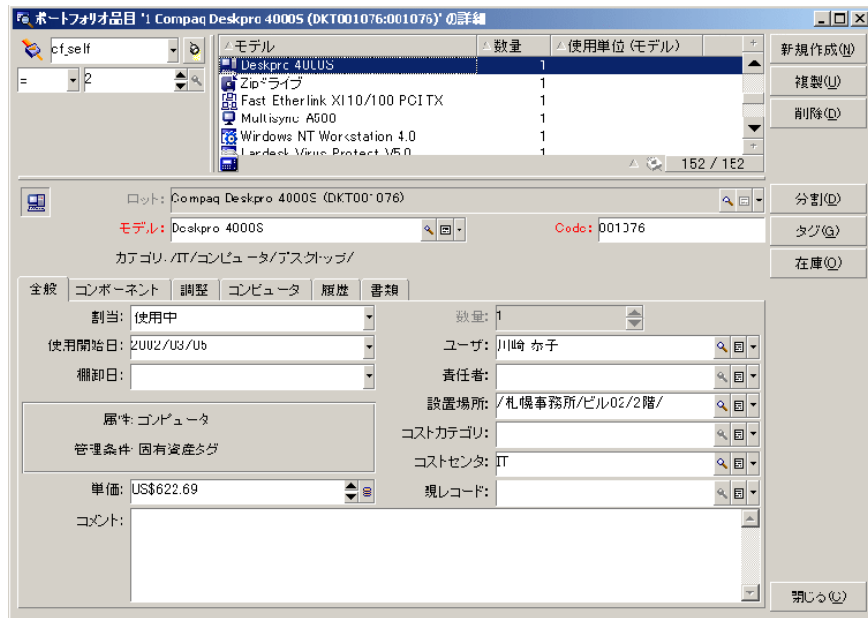 ポートフォリオ品目 '1 Compaq Deskpro 4000S (DKT001076:001076)' の詳細
cf_self
= 2
モデル 数量 使用単位 (モデル)
Deskpro 4000S 1
Zipドライブ 1
Fast Etherlink Xl 10/100 PCI TX 1
Multisync A500 1
Windows NT Workstation 4.0 1
Landesk Virus Protect V5.0 1
152 / 152
新規作成(N)
複製(U)
削除(D)
ロット: Compaq Deskpro 4000S (DKT001076)
モデル: Deskpro 4000S Code: 001076
カテゴリ: /IT/コンピュータ/デスクトップ/
分割(D)
タグ(G)
在庫(O)
全般 コンポーネント 調整 コンピュータ 履歴 書類
割当: 使用中 数量: 1
使用開始日: 2002/03/05 ユーザ: 川崎 子
棚卸日: 責任者:
設置場所: /札幌事務所/ビル02/2階/
属性: コンピュータ
コストカテゴリ:
管理条件: 固有資産タグ
コストセンタ: IT
単価: US$622.69 現レコード:
コメント:
閉じる(C)